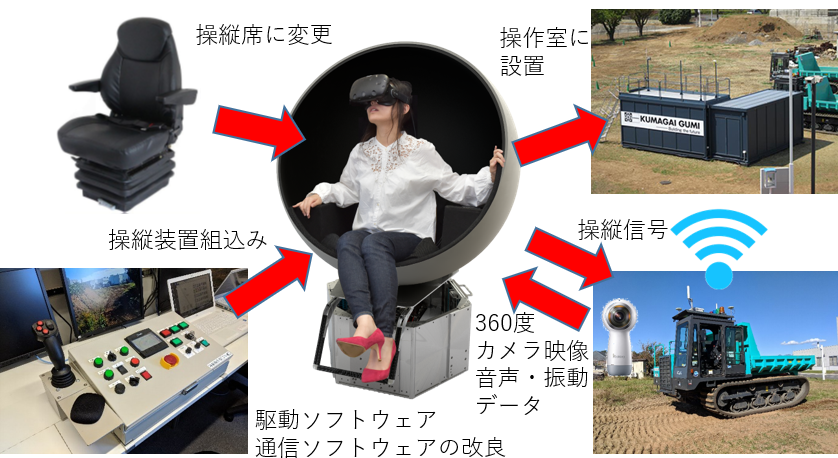 操縦席に変更
操作室に
設置
KUMAGAI GUMI
操縦装置組込み
操縦信号
360度
カメラ映像
音声・振動
データ
駆動ソフトウェア
通信ソフトウェアの改良